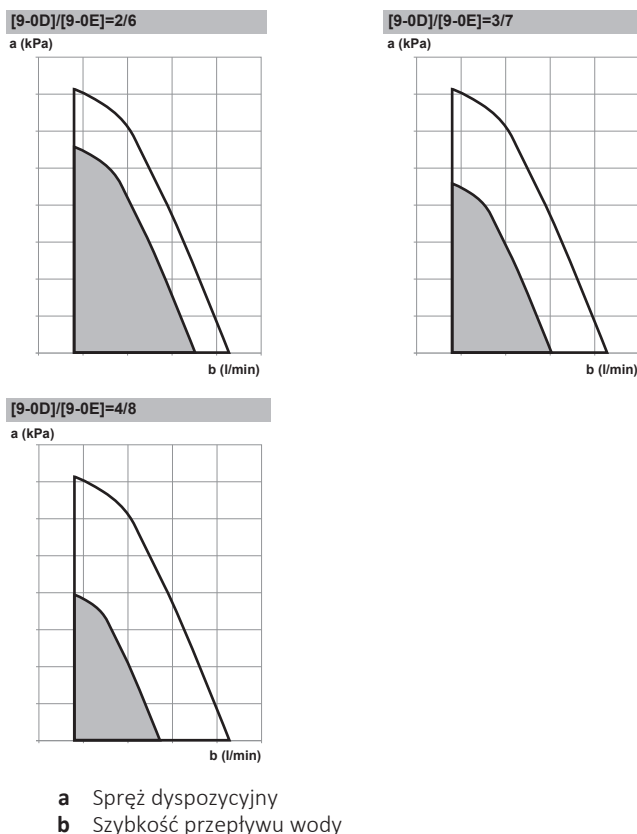 [9-0D]/[9-0E]=2/6
a (kPa)
b (l/min)
[9-0D]/[9-0E]=3/7
a (kPa)
b (l/min)
[9-0D]/[9-0E]=4/8
a (kPa)
b (l/min)
a Spręż dyspozycyjny
b Szybkość przepływu wody